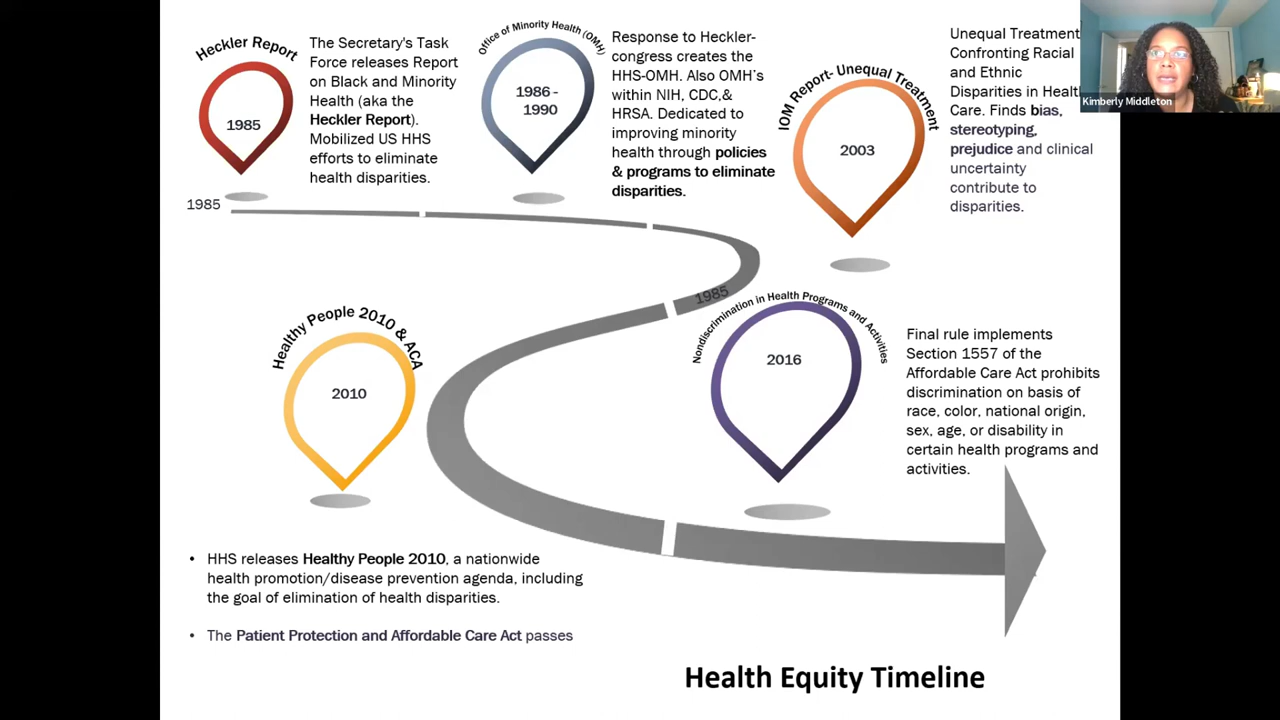 Heckler Report
1985
The Secretary's Task
Force releases Report
on Black and Minority
Health (aka the
Heckler Report).
Mobilized US HHS
efforts to eliminate
health disparities.
Office of Minority Health (OMH)
1986 -
1990
Response to Heckler-
congress creates the
HHS-OMH. Also OMH's
within NIH, CDC,&
HRSA. Dedicated to
improving minority
health through policies
& programs to eliminate
disparities.
IOM Report- Unequal Treatment
2003
Unequal Treatment
Confronting Racial
and Ethnic
Disparities in Health
Care. Finds bias,
stereotyping,
prejudice and clinical
uncertainty
contribute to
disparities.
Kimberly Middleton
1985
1985
Healthy People 2010 & ACA
2010
Nondiscrimination in Health Programs and Activities
2016
Final rule implements
Section 1557 of the
Affordable Care Act prohibits
discrimination on basis of
race, color, national origin,
sex, age, or disability in
certain health programs and
activities.
• HHS releases Healthy People 2010, a nationwide
health promotion/disease prevention agenda, including
the goal of elimination of health disparities.
• The Patient Protection and Affordable Care Act passes
Health Equity Timeline